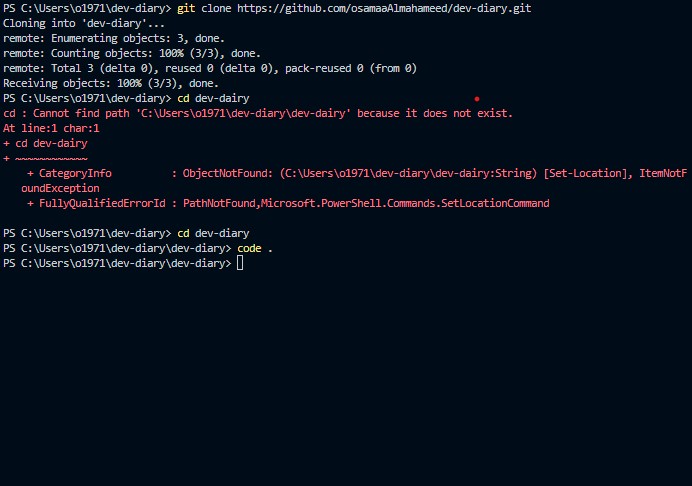 PS C:\Users\o1971\dev-diary> git clone https://github.com/osamaaAlmahameed/dev-diary.git
Cloning into 'dev-diary'...
remote: Enumerating objects: 3, done.
remote: Counting objects: 100% (3/3), done.
remote: Total 3 (delta 0), reused 0 (delta 0), pack-reused 0 (from 0)
Receiving objects: 100% (3/3), done.
PS C:\Users\o1971\dev-diary> cd dev-dairy
cd : Cannot find path 'C:\Users\o1971\dev-diary\dev-dairy' because it does not exist.
At line:1 char:1
+ cd dev-dairy
+ ~~~~~~~~~~~~
    + CategoryInfo          : ObjectNotFound: (C:\Users\o1971\dev-diary\dev-dairy:String) [Set-Location], ItemNotF
   oundException
    + FullyQualifiedErrorId : PathNotFound,Microsoft.PowerShell.Commands.SetLocationCommand

PS C:\Users\o1971\dev-diary> cd dev-diary
PS C:\Users\o1971\dev-diary\dev-diary> code .
PS C:\Users\o1971\dev-diary\dev-diary>